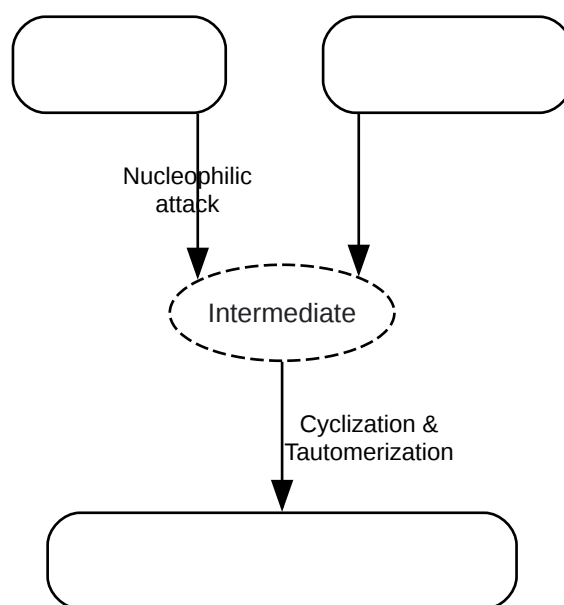 Nucleophilic
attack
Intermediate
Cyclization &
Tautomerization